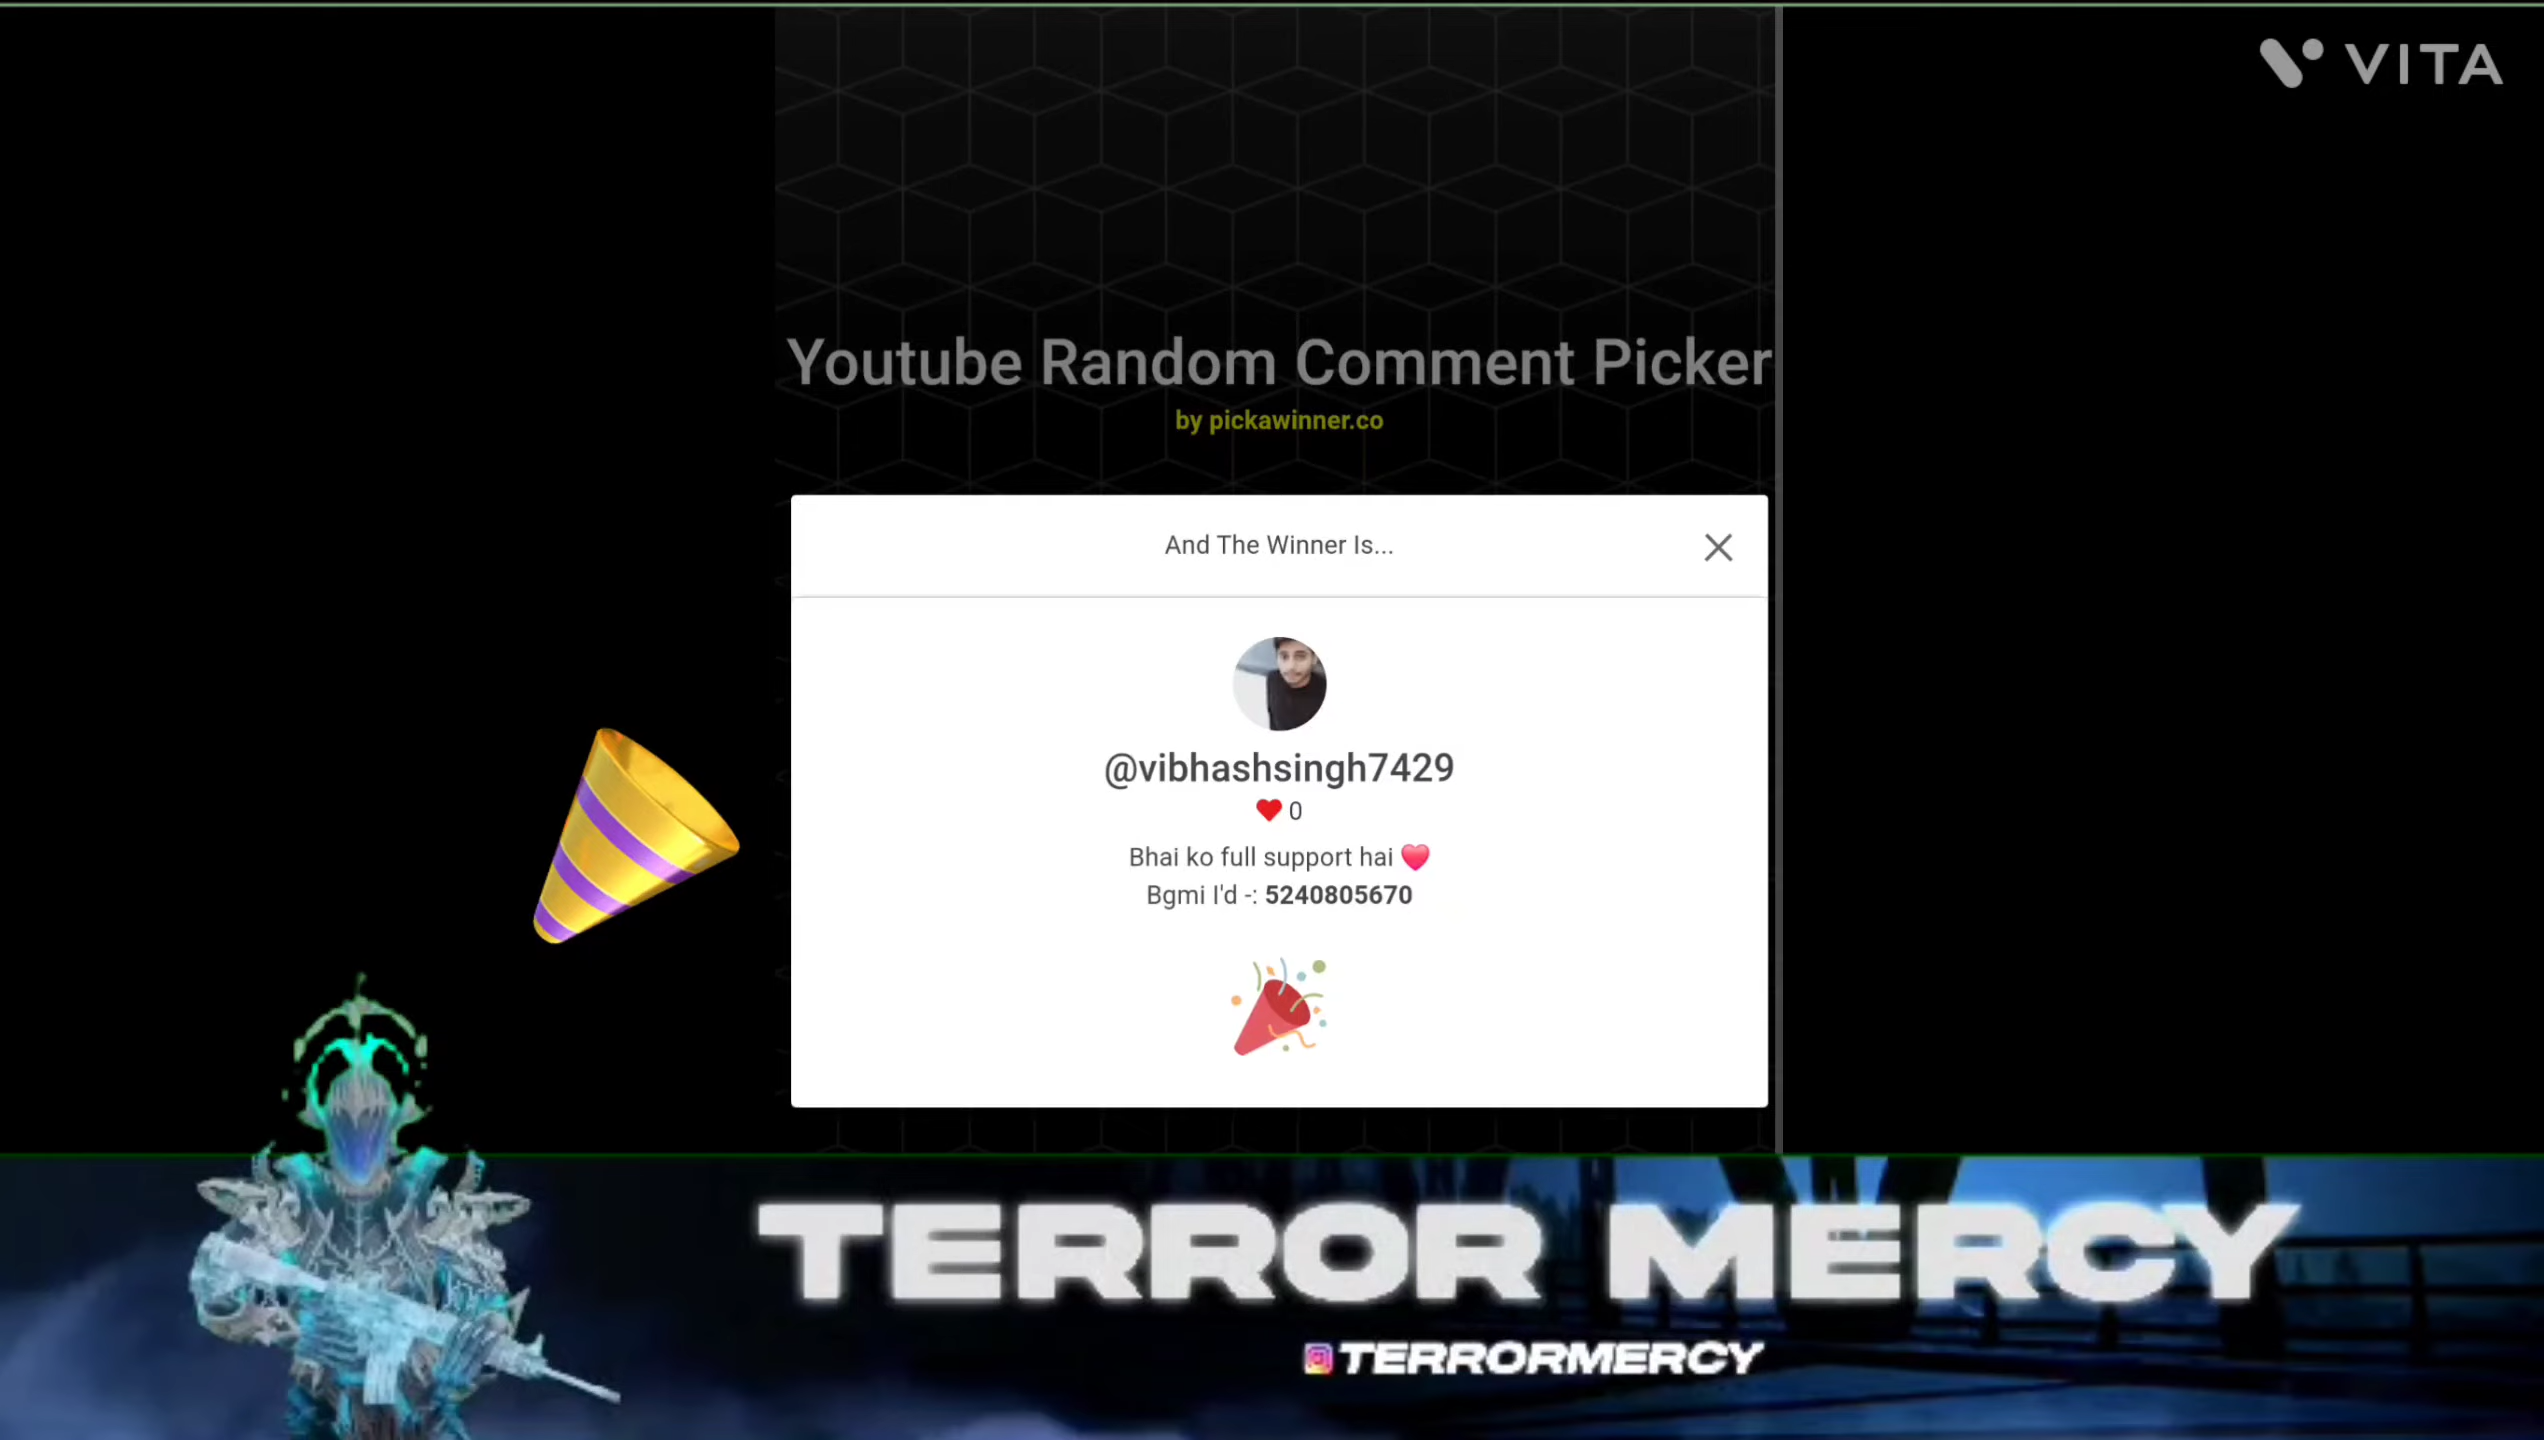 VITA
Youtube Random Comment Picker
by pickawinner.co
And The Winner Is...
@vibhashsingh7429
❤ 0
Bhai ko full support hai ❤
Bgmi I'd -: 5240805670
TERROR MERCY
TERRORMERCY